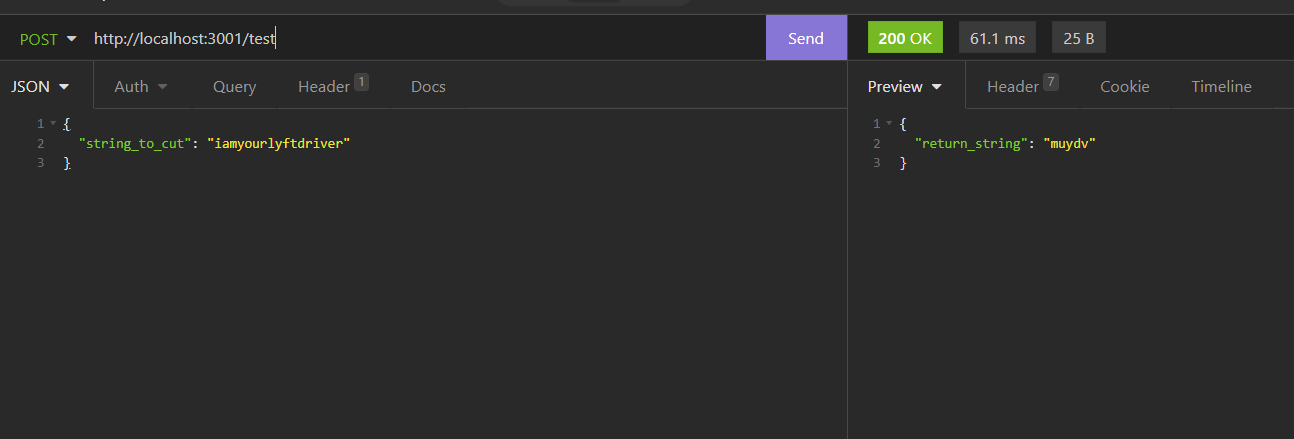 POST http://localhost:3001/test Send 200 OK 61.1 ms 25 B
JSON Auth Query Header 1 Docs Preview Header 7 Cookie Timeline
1 {
2 "string_to_cut": "iamyourlyftdriver"
3 }
1 {
2 "return_string": "muydv"
3 }